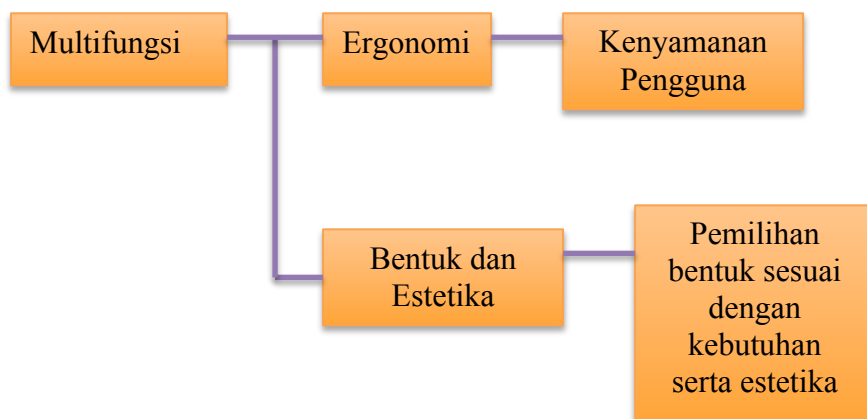 Multifungsi
Ergonomi
Kenyamanan
Pengguna
Bentuk dan
Estetika
Pemilihan
bentuk sesuai
dengan
kebutuhan
serta estetika